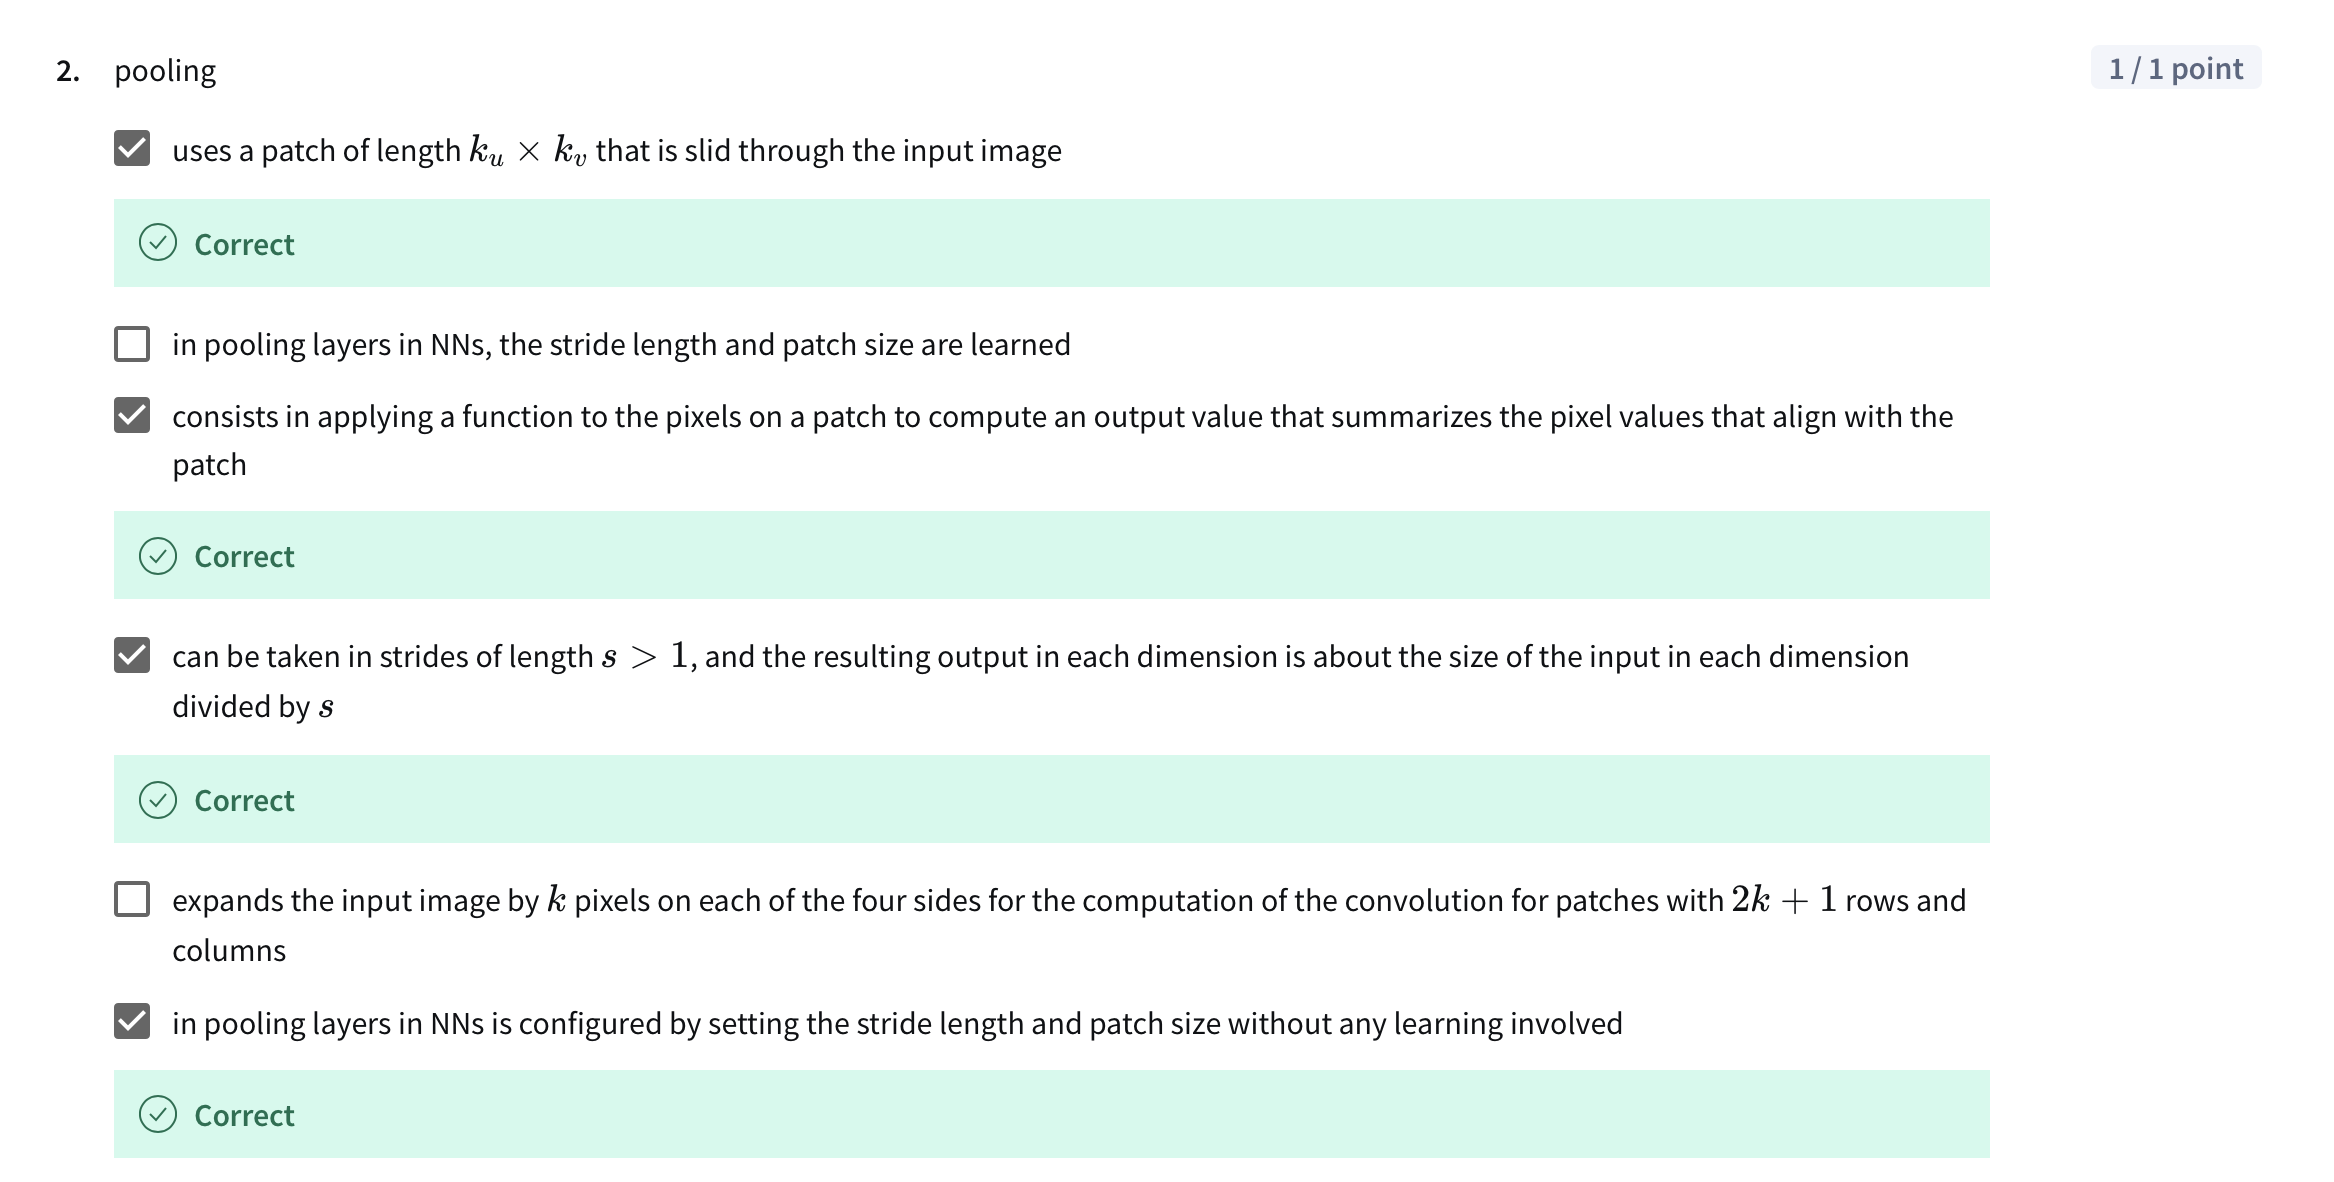 2. pooling
1 / 1 point
uses a patch of length k_u × k_v that is slid through the input image
Correct
in pooling layers in NNs, the stride length and patch size are learned
consists in applying a function to the pixels on a patch to compute an output value that summarizes the pixel values that align with the
patch
Correct
can be taken in strides of length s > 1, and the resulting output in each dimension is about the size of the input in each dimension
divided by s
Correct
expands the input image by k pixels on each of the four sides for the computation of the convolution for patches with 2k + 1 rows and
columns
in pooling layers in NNs is configured by setting the stride length and patch size without any learning involved
Correct